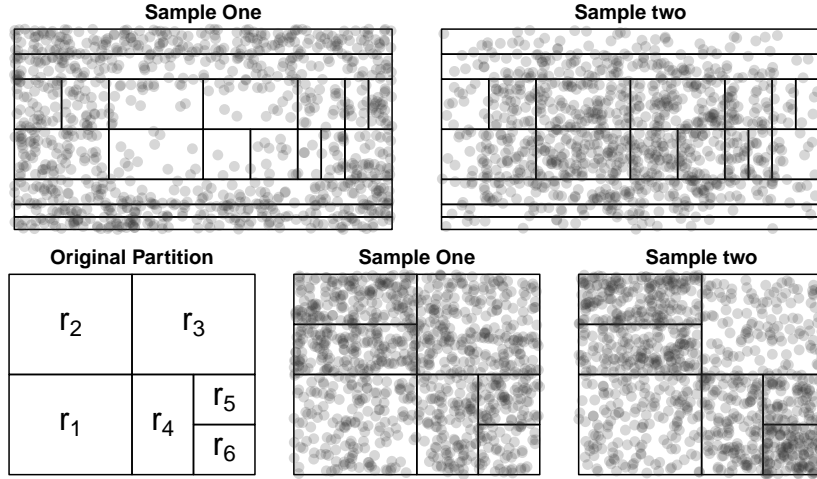 Sample One
Sample two
Original Partition
Sample One
Sample two
r2
r3
r1
r4
r5
r6